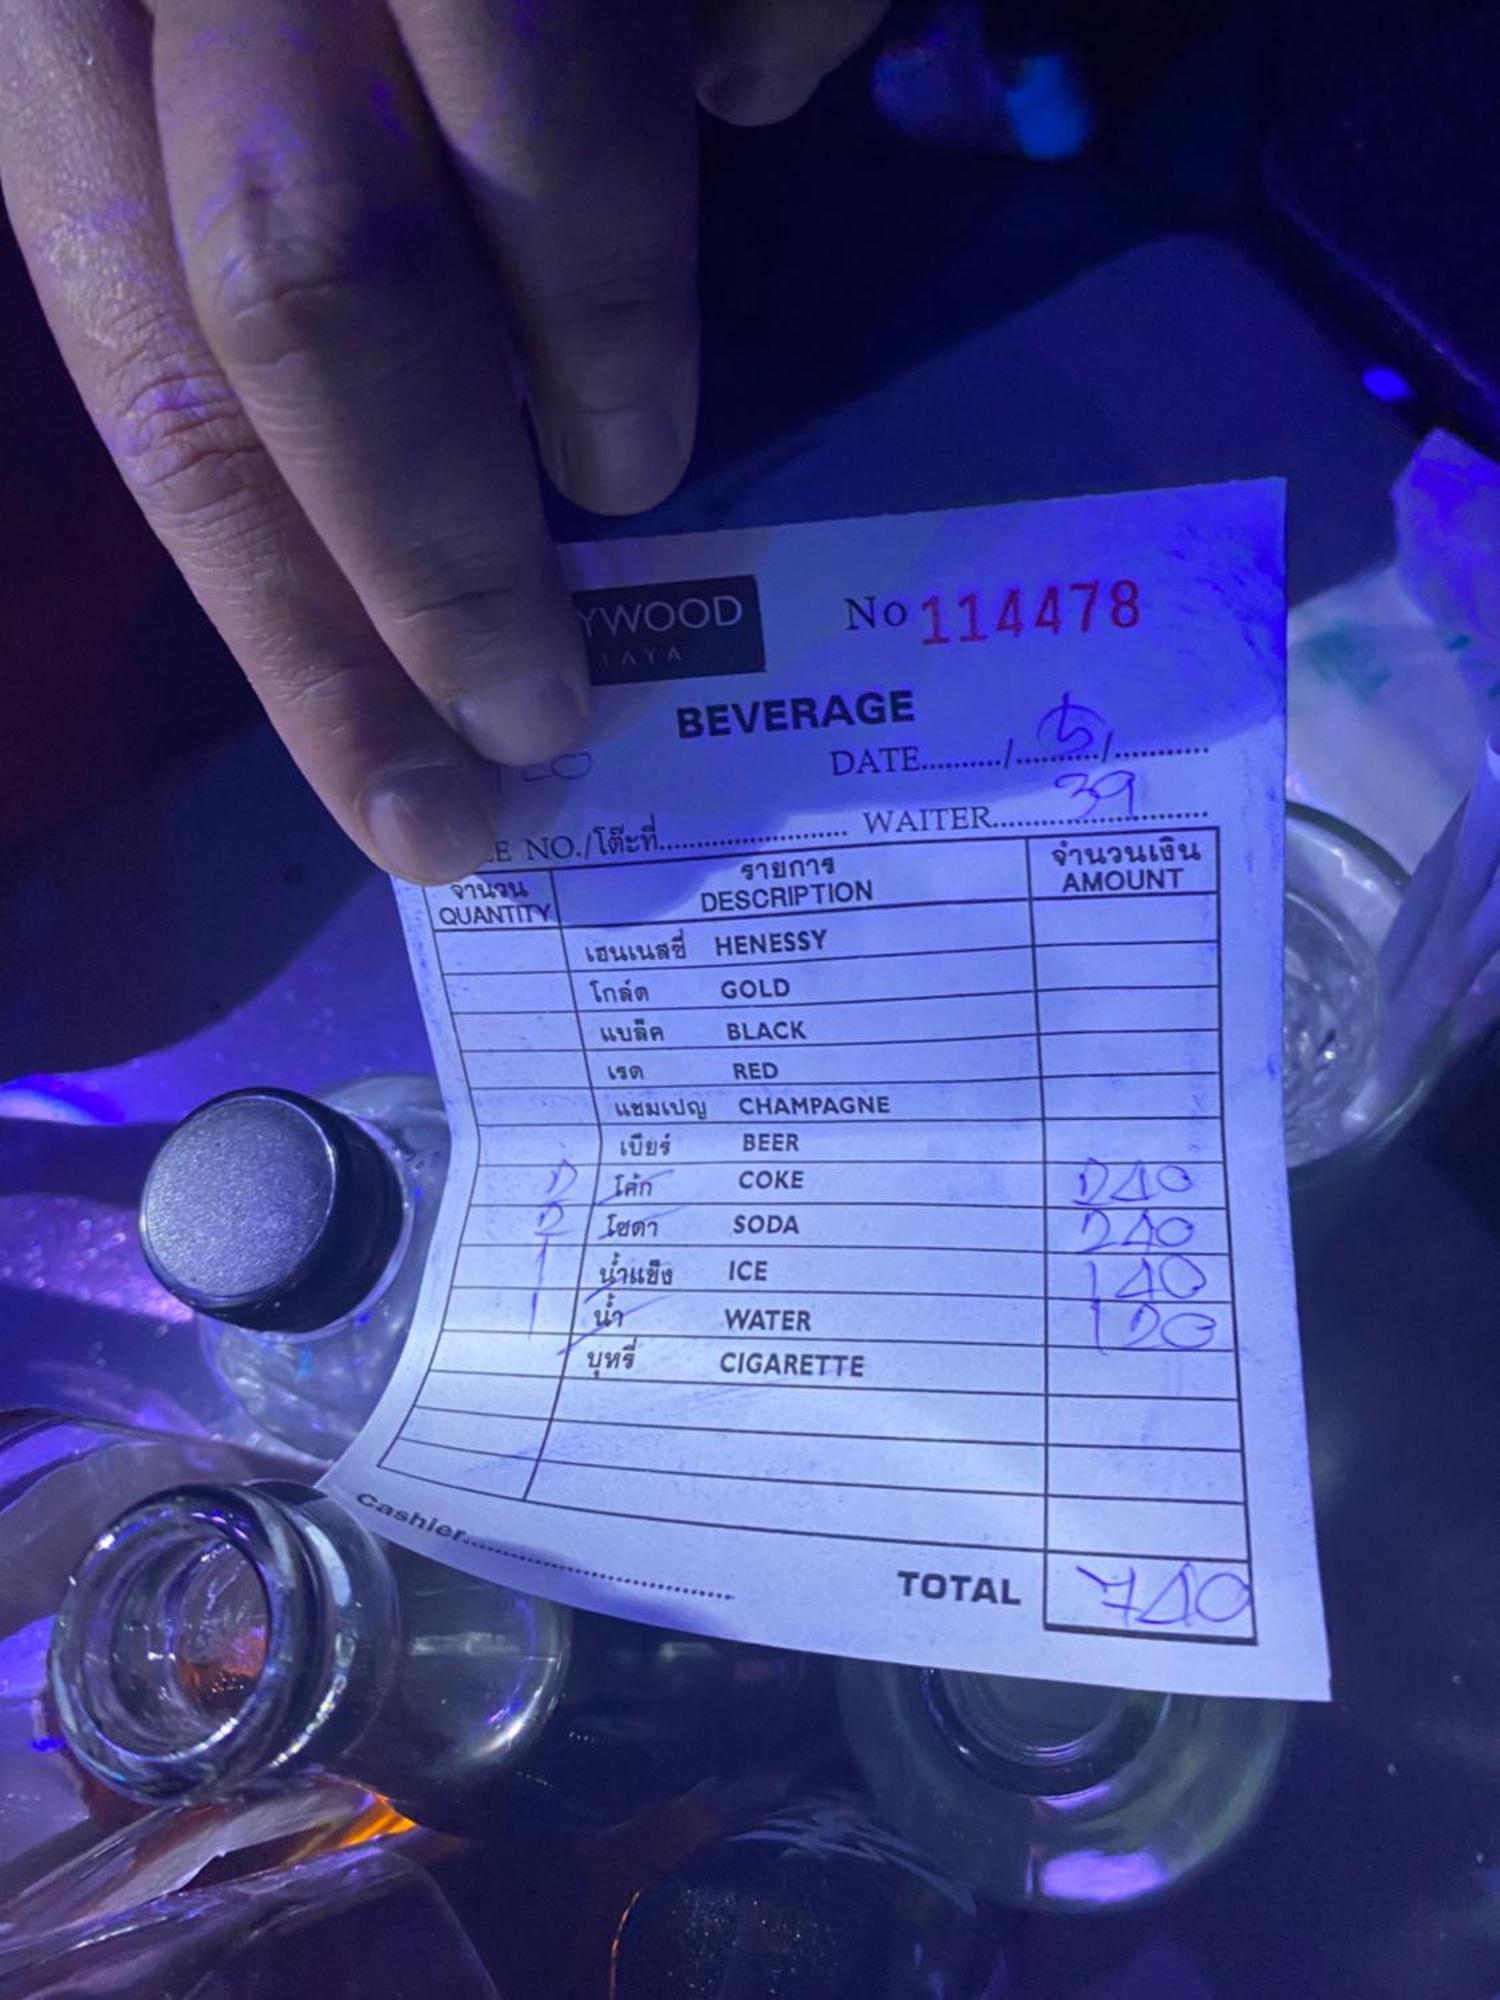 YWOOD
TAYA
No 114478
BEVERAGE
DATE........../........../..........
E NO./โต๊ะที่.................... WAITER 39
จำนวน รายการ จำนวนเงิน
QUANTITY DESCRIPTION AMOUNT
เฮนเนสซี่ HENESSY
โกล์ด GOLD
แบล็ค BLACK
เรด RED
แชมเปญ CHAMPAGNE
เบียร์ BEER
2 โค้ก COKE 240
2 โซดา SODA 240
1 น้ำแข็ง ICE 140
1 น้ำ WATER 120
บุหรี่ CIGARETTE
cashier..............................
TOTAL 740